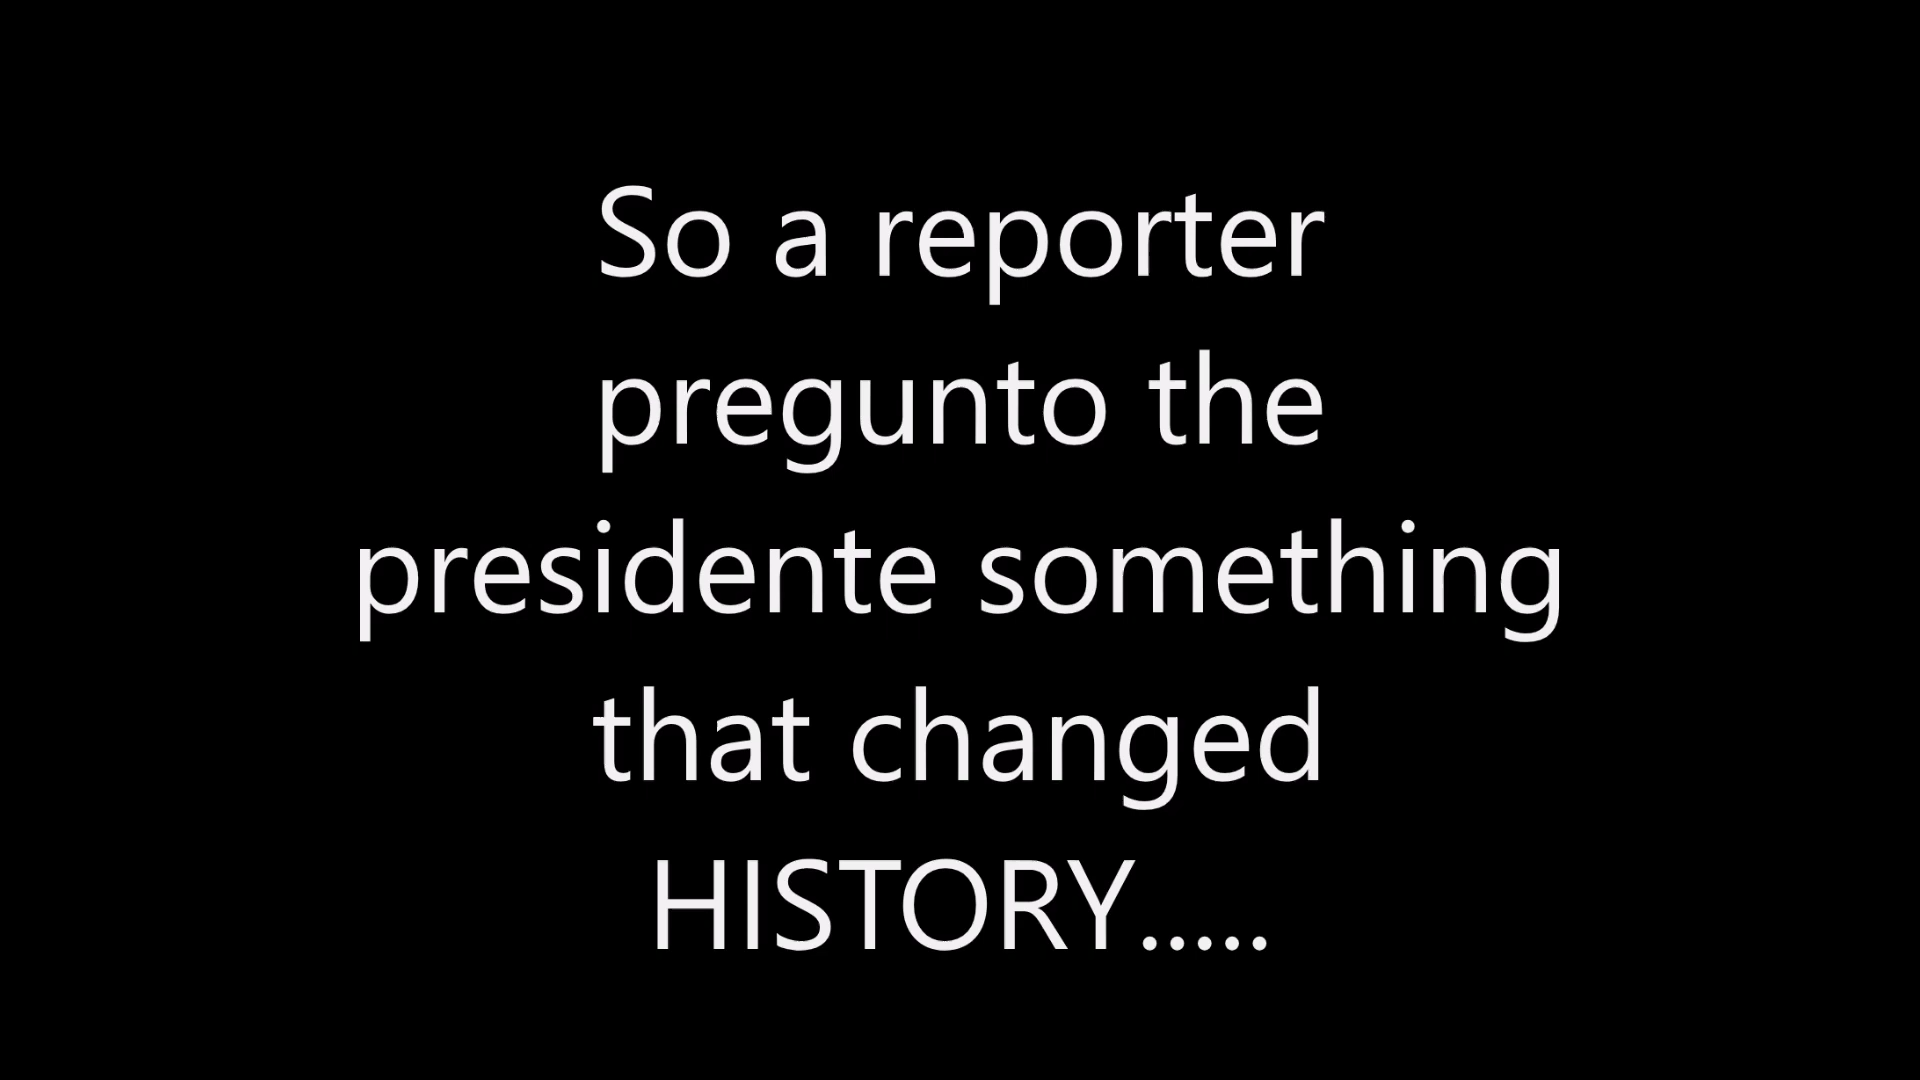 So a reporter
pregunto the
presidente something
that changed
HISTORY.....